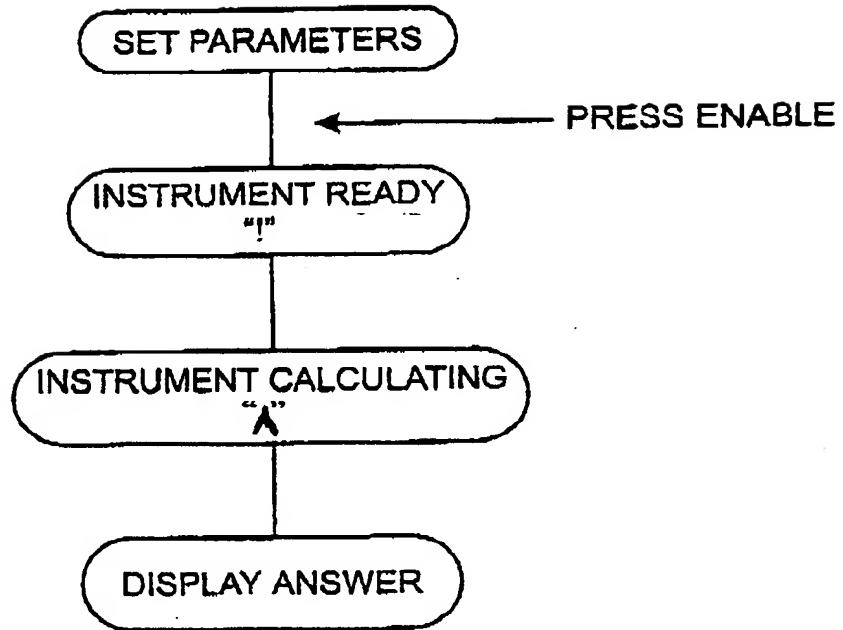 SET PARAMETERS
PRESS ENABLE
INSTRUMENT READY
"!"
INSTRUMENT CALCULATING
"⋏"
DISPLAY ANSWER